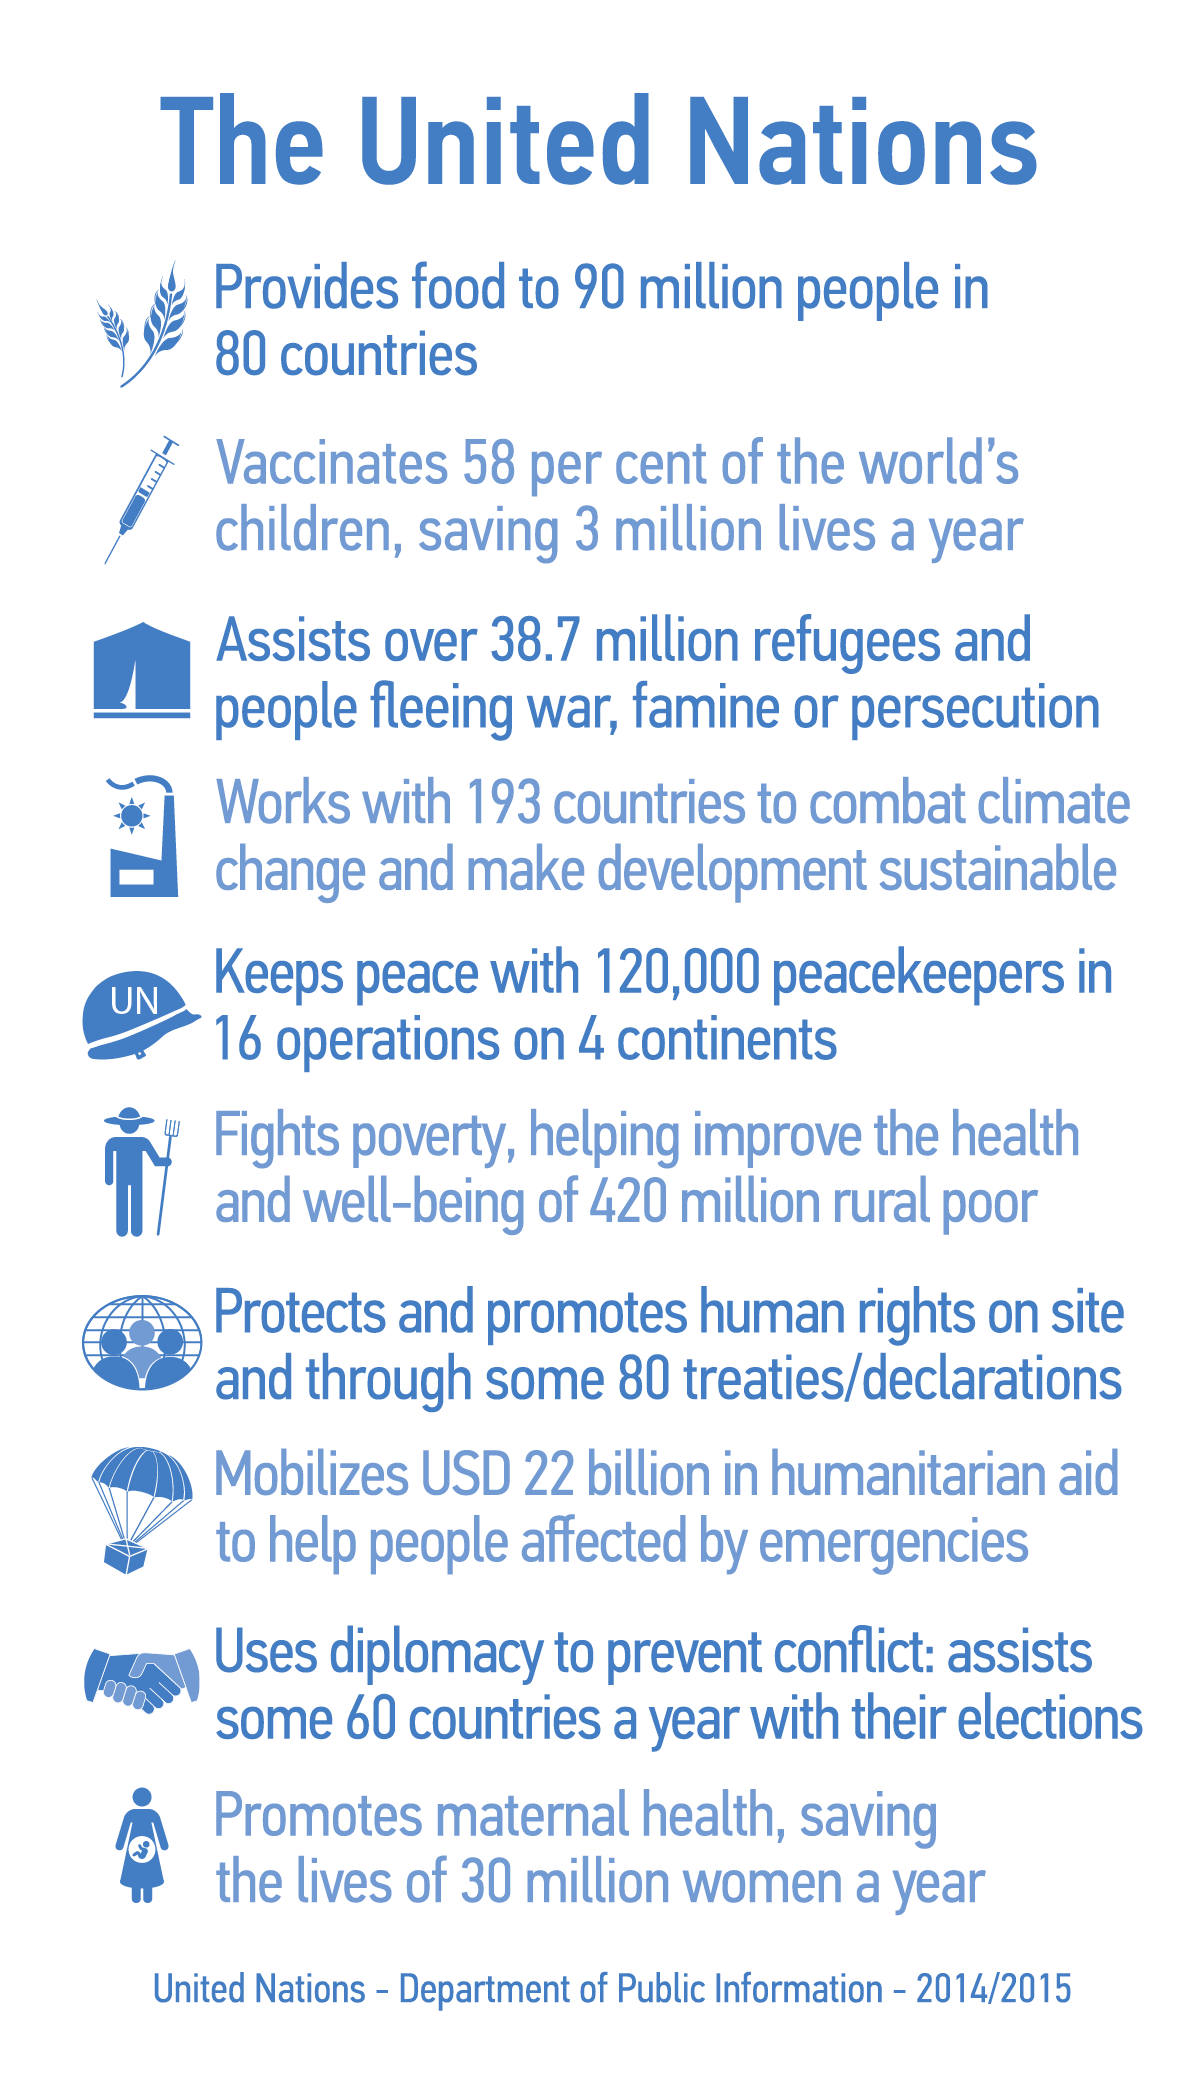 The United Nations
Provides food to 90 million people in
80 countries
Vaccinates 58 per cent of the world’s
children, saving 3 million lives a year
Assists over 38.7 million refugees and
people fleeing war, famine or persecution
Works with 193 countries to combat climate
change and make development sustainable
UN
Keeps peace with 120,000 peacekeepers in
16 operations on 4 continents
Fights poverty, helping improve the health
and well-being of 420 million rural poor
Protects and promotes human rights on site
and through some 80 treaties/declarations
Mobilizes USD 22 billion in humanitarian aid
to help people affected by emergencies
Uses diplomacy to prevent conflict: assists
some 60 countries a year with their elections
Promotes maternal health, saving
the lives of 30 million women a year
United Nations - Department of Public Information - 2014/2015